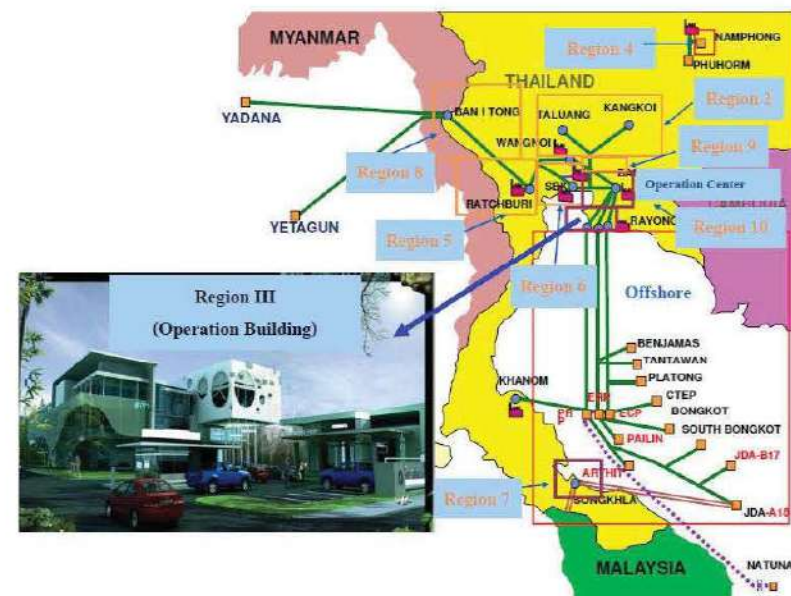 MYANMAR
NAMPHONG
Region 4
PHUHORM
THAILAND
YADANA
BAN I TONG
TALUANG
KANGKOI
Region 2
WANGNOI
Region 8
Region 9
Operation Center
RATCHBURI
RAYONG
YETAGUN
Region 5
Region 10
Region 6
Offshore
Region III
(Operation Building)
BENJAMAS
TANTAWAN
PLATONG
KHANOM
CTEP
ERP
ECP
BONGKOT
SOUTH BONGKOT
PAILIN
JDA-B17
ARTHIT
Region 7
SONGKHLA
JDA-A18
MALAYSIA
NATUNA